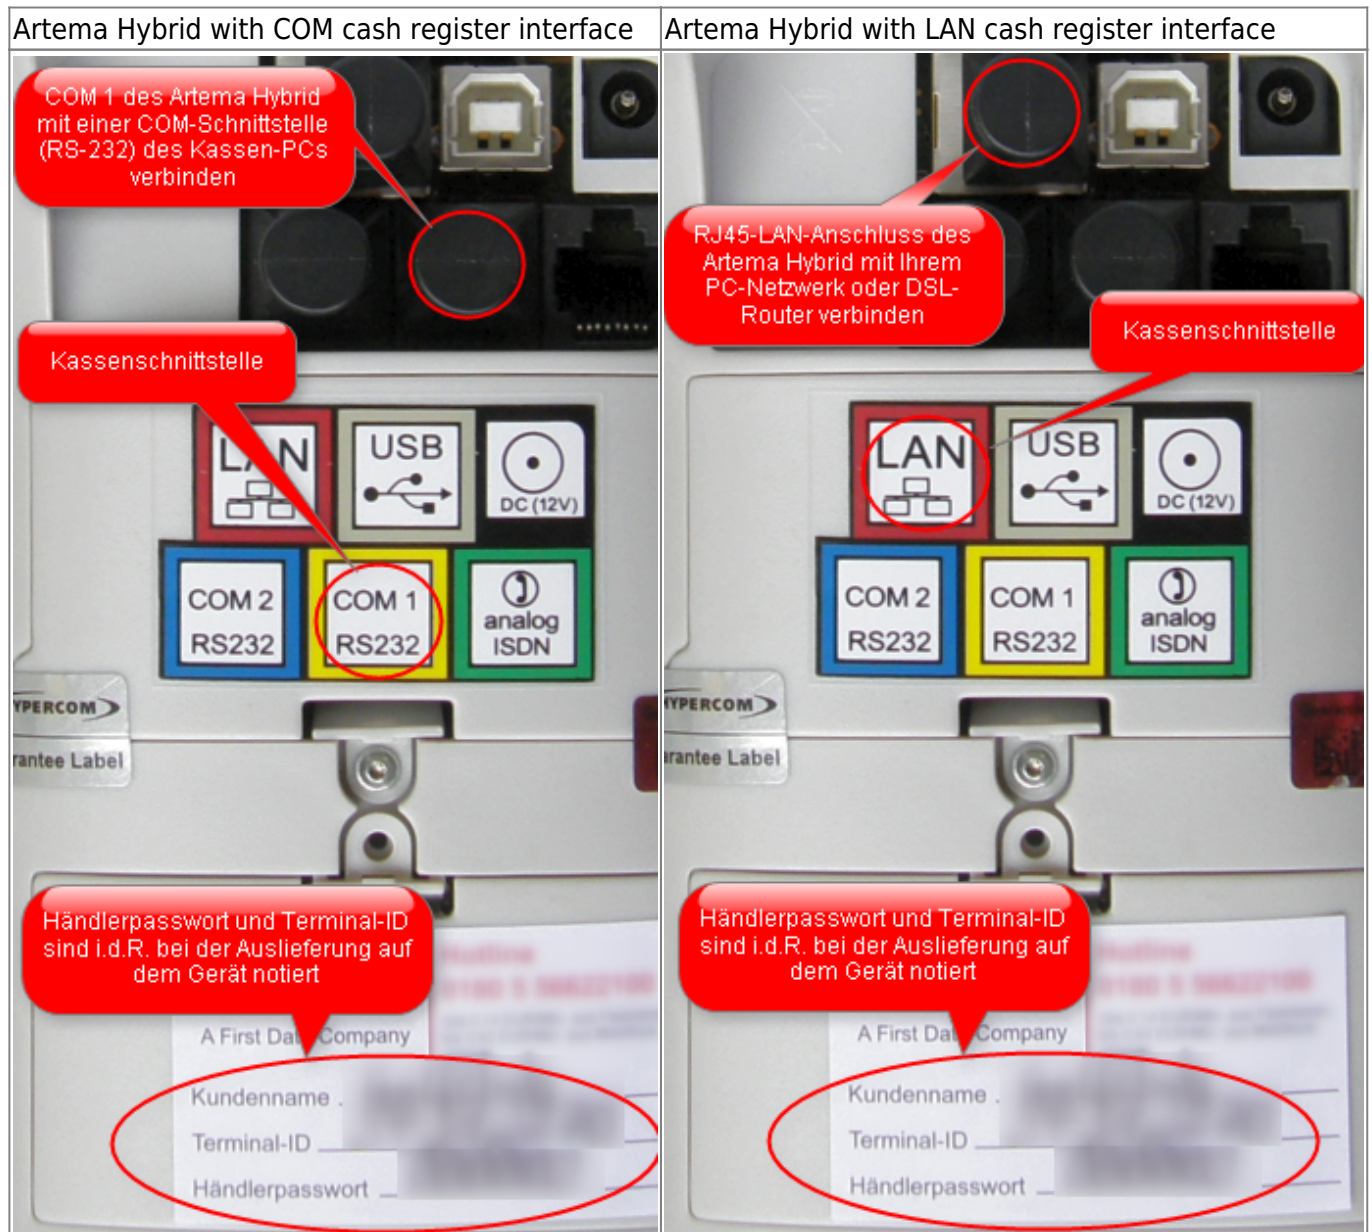 Artema Hybrid with COM cash register interface
COM 1 des Artema Hybrid
mit einer COM-Schnittstelle
(RS-232) des Kassen-PCs
verbinden
Kassenschnittstelle
LAN
USB
DC (12V)
COM 2
RS232
COM 1
RS232
analog
ISDN
YPERCOM
rantee Label
Händlerpasswort und Terminal-ID
sind i.d.R. bei der Auslieferung auf
dem Gerät notiert
Hotline
A First Data Company
Kundenname
Terminal-ID
Händlerpasswort
Artema Hybrid with LAN cash register interface
RJ45-LAN-Anschluss des
Artema Hybrid mit Ihrem
PC-Netzwerk oder DSL-
Router verbinden
Kassenschnittstelle
LAN
USB
DC (12V)
COM 2
RS232
COM 1
RS232
analog
ISDN
YPERCOM
arantee Label
Händlerpasswort und Terminal-ID
sind i.d.R. bei der Auslieferung auf
dem Gerät notiert
Hotline
A First Data Company
Kundenname
Terminal-ID
Händlerpasswort